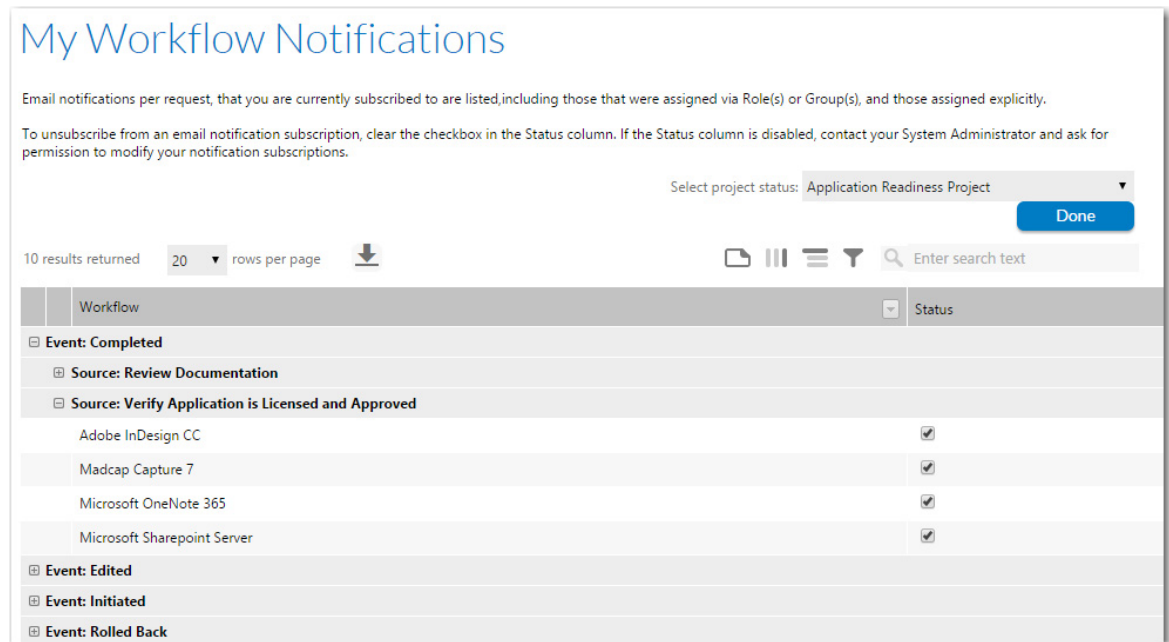 My Workflow Notifications
Email notifications per request, that you are currently subscribed to are listed,including those that were assigned via Role(s) or Group(s), and those assigned explicitly.
To unsubscribe from an email notification subscription, clear the checkbox in the Status column. If the Status column is disabled, contact your System Administrator and ask for
permission to modify your notification subscriptions.
Select project status: Application Readiness Project
Done
10 results returned 20 rows per page Enter search text
Workflow Status
Event: Completed
Source: Review Documentation
Source: Verify Application is Licensed and Approved
Adobe InDesign CC
Madcap Capture 7
Microsoft OneNote 365
Microsoft Sharepoint Server
Event: Edited
Event: Initiated
Event: Rolled Back